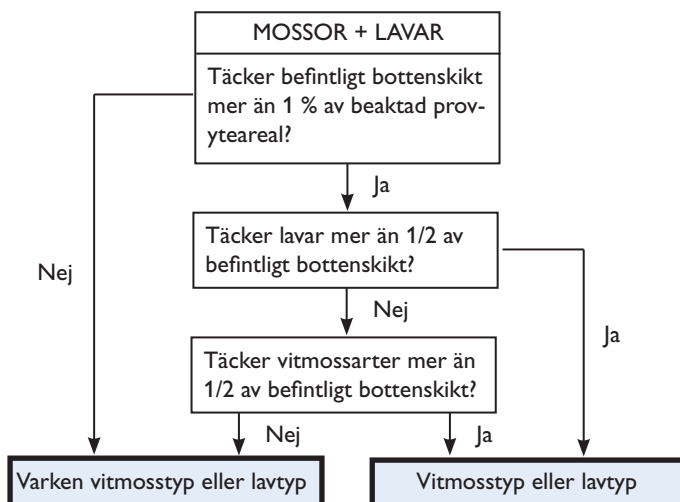 MOSSOR + LAVAR
Täcker befintligt bottenskikt
mer än 1 % av beaktad prov-
yteareal?
Ja
Nej
Täcker lavar mer än 1/2 av
befintligt bottenskikt?
Nej
Ja
Täcker vitmossarter mer än
1/2 av befintligt bottenskikt?
Nej
Ja
Varken vitmosstyp eller lavtyp
Vitmosstyp eller lavtyp